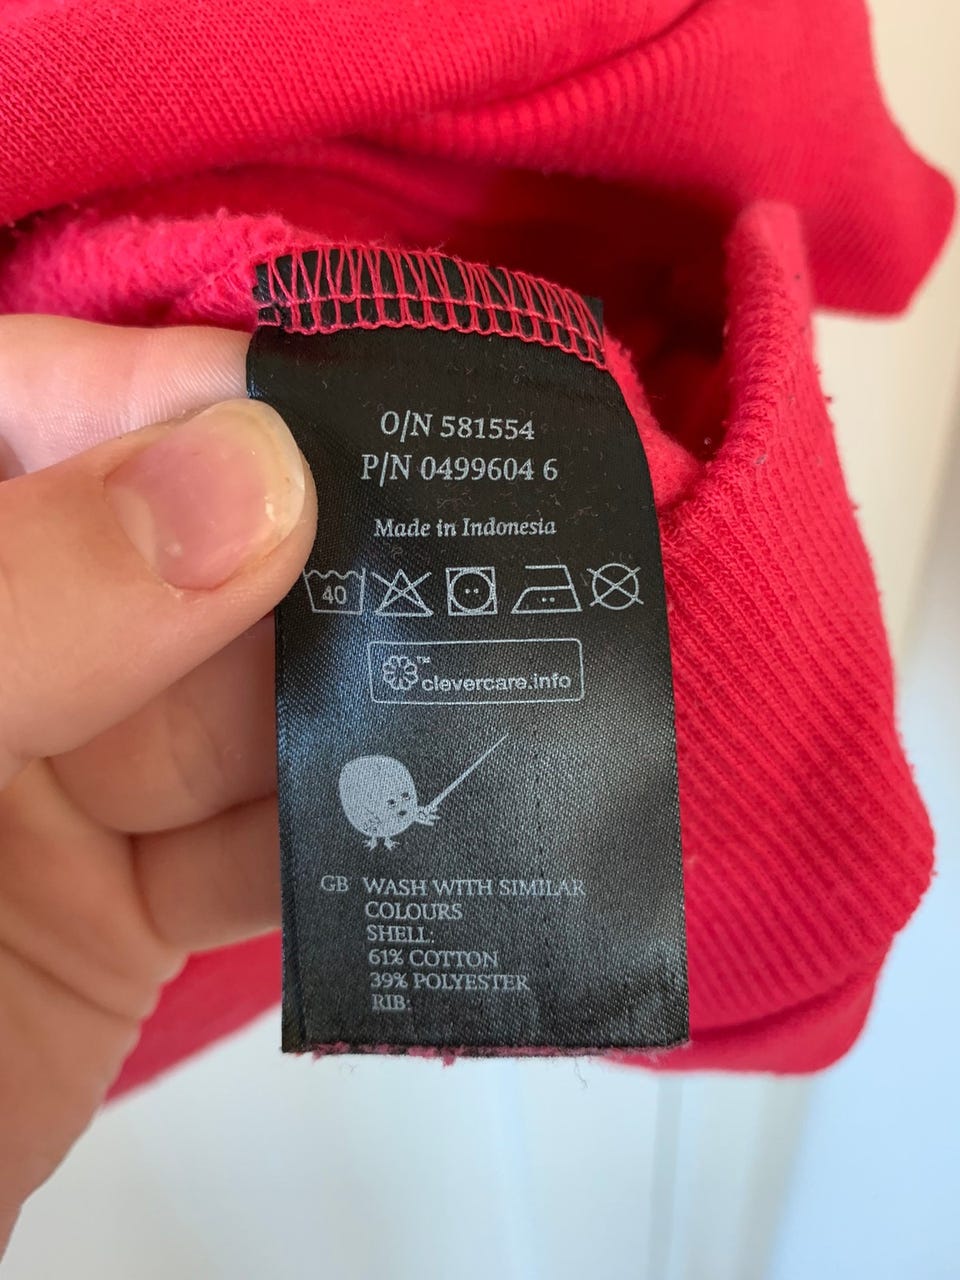 O/N 581554
P/N 0499604 6
Made in Indonesia
40
clevercare.info™
GB WASH WITH SIMILAR
COLOURS
SHELL:
61% COTTON
39% POLYESTER
RIB: